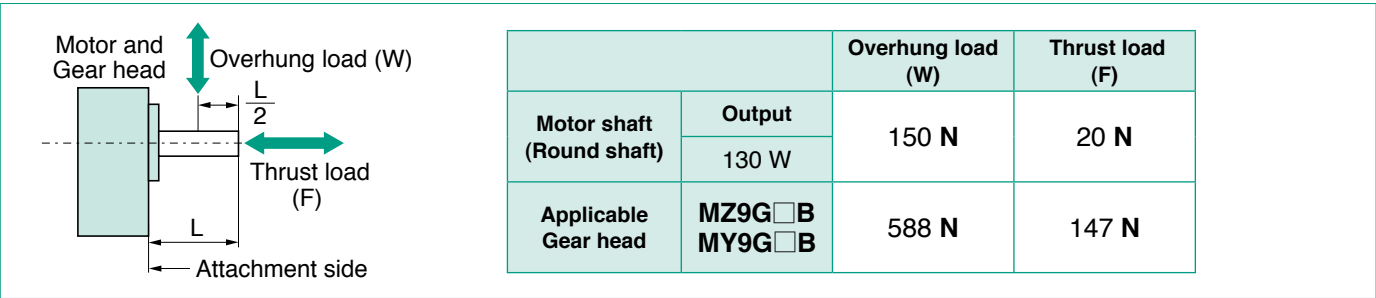 Motor and
Gear head
Overhung load (W)
L
2
Thrust load
(F)
L
Attachment side
Overhung load
(W)
Thrust load
(F)
Motor shaft
(Round shaft)
Output
130 W
150 N
20 N
Applicable
Gear head
MZ9G□B
MY9G□B
588 N
147 N